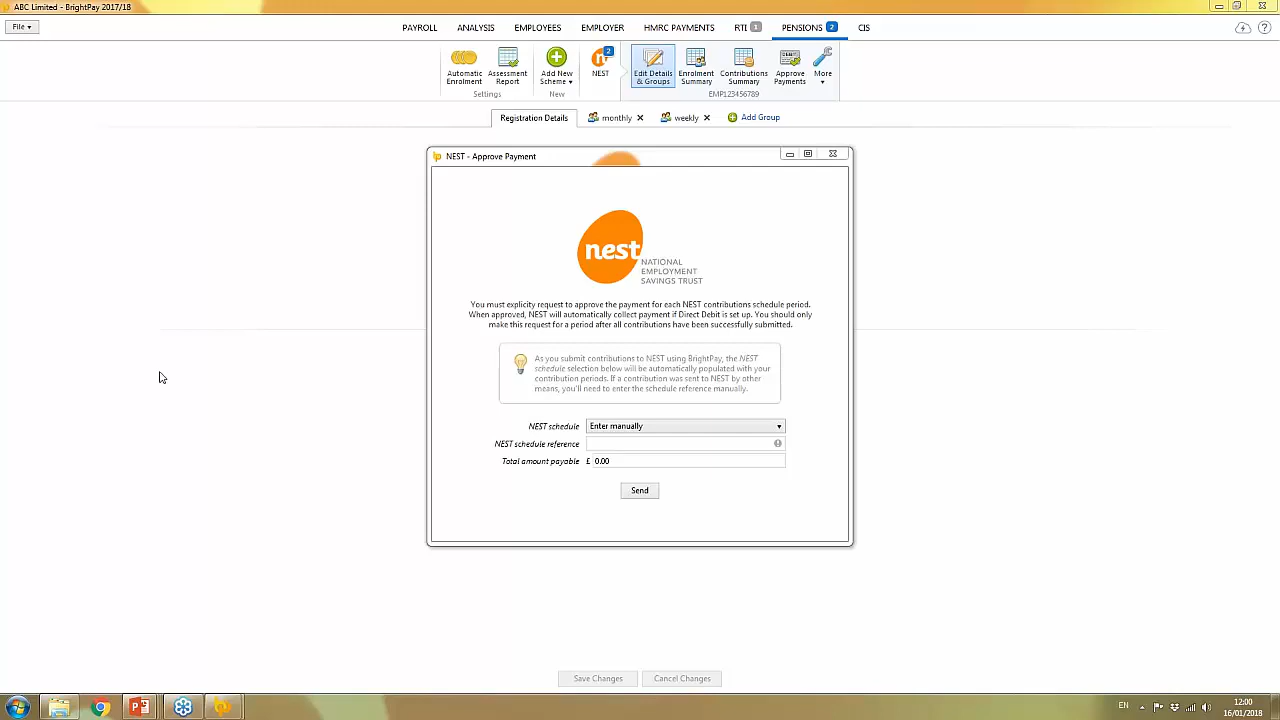 ABC Limited - BrightPay 2017/18
File
PAYROLL ANALYSIS EMPLOYEES EMPLOYER HMRC PAYMENTS RTI 1 PENSIONS 2 CIS
Automatic Enrolment
Assessment Report
Settings
Add New Scheme
New
NEST 2
Edit Details & Groups
Enrolment Summary
Contributions Summary
Approve Payments
More
EMP123456789
Registration Details monthly weekly Add Group
NEST - Approve Payment
nest
NATIONAL
EMPLOYMENT
SAVINGS TRUST
You must explicity request to approve the payment for each NEST contributions schedule period.
When approved, NEST will automatically collect payment if Direct Debit is set up. You should only
make this request for a period after all contributions have been successfully submitted.
As you submit contributions to NEST using BrightPay, the NEST
schedule selection below will be automatically populated with your
contribution periods. If a contribution was sent to NEST by other
means, you'll need to enter the schedule reference manually.
NEST schedule Enter manually
NEST schedule reference
Total amount payable £ 0.00
Send
Save Changes Cancel Changes
EN
12:00
16/01/2018